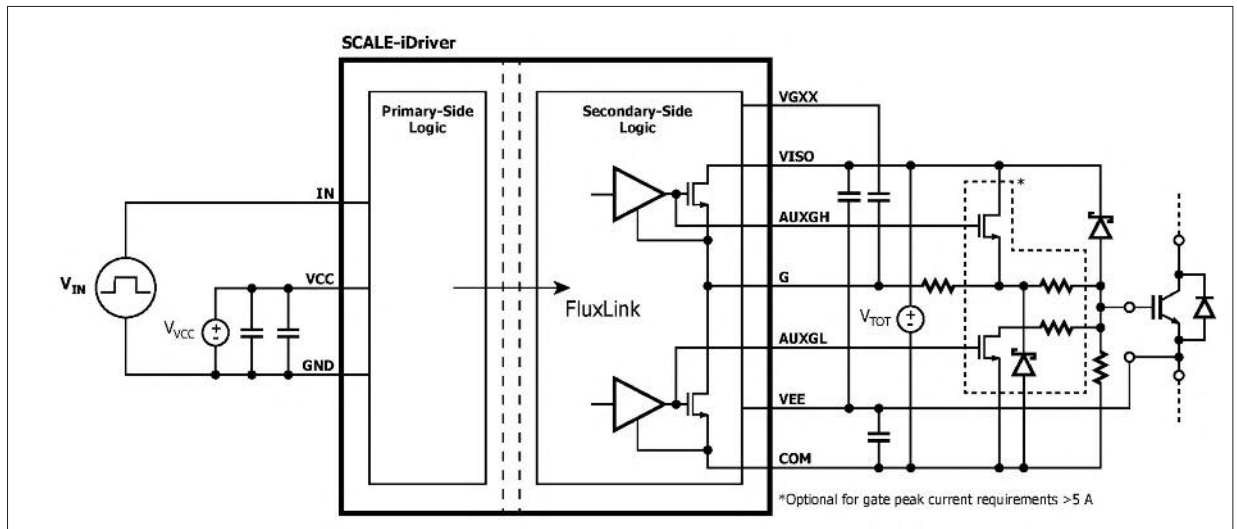 SCALE-iDriver
Primary-Side
Logic
Secondary-Side
Logic
VGXX
VISO
IN
AUXGH
VCC
G
VIN
FluxLink
VVCC
VTOT
AUXGL
GND
VEE
COM
*
*Optional for gate peak current requirements >5 A